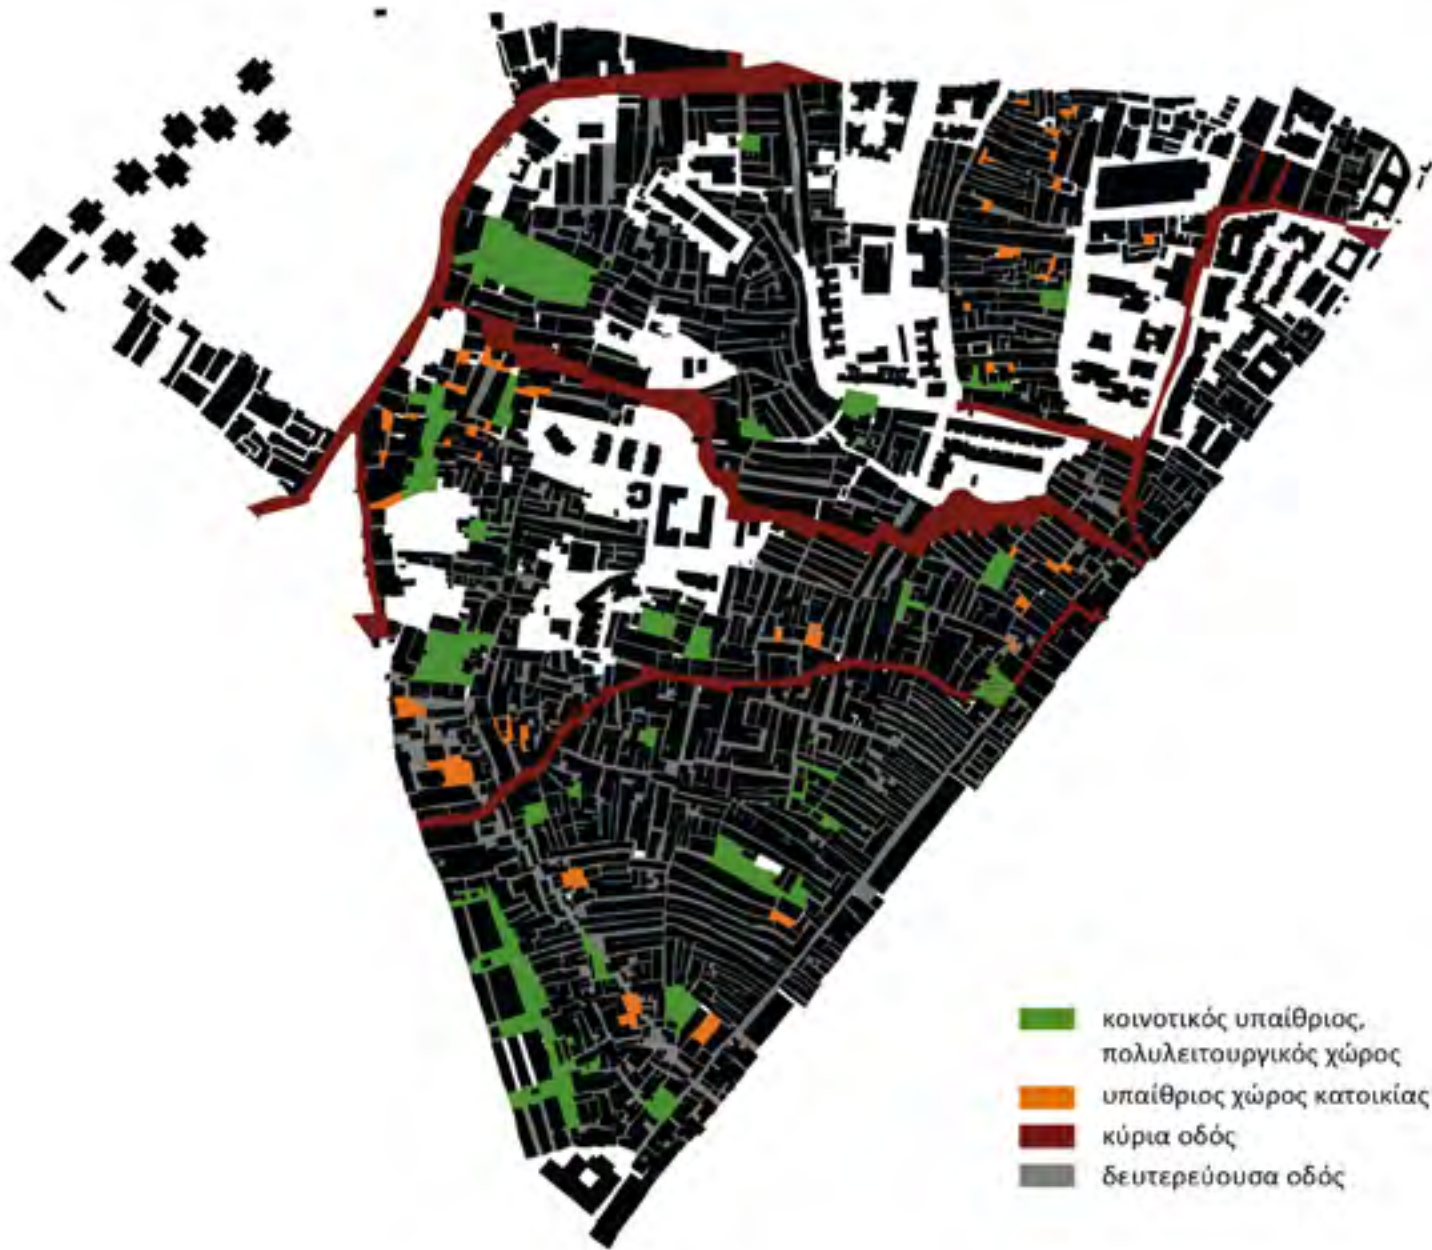 κοινοτικός υπαίθριος,
πολυλειτουργικός χώρος
υπαίθριος χώρος κατοικίας
κύρια οδός
δευτερεύουσα οδός